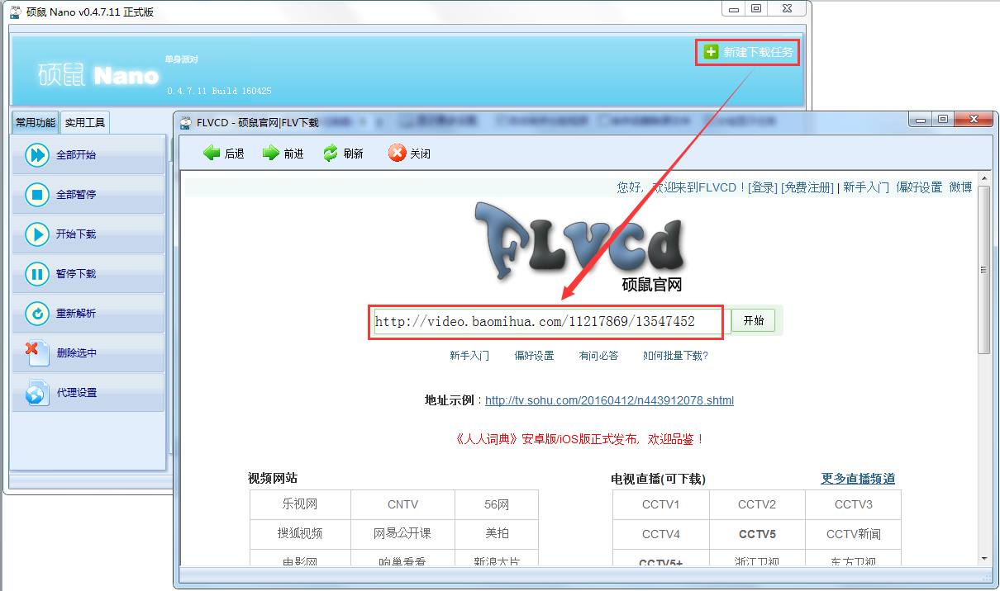 硕鼠 Nano v0.4.7.11 正式版
硕鼠 Nano
单身派对
0.4.7.11 Build 160425
新建下载任务
常用功能 实用工具
全部开始
全部暂停
开始下载
暂停下载
重新解析
删除选中
代理设置
FLVCD - 硕鼠官网|FLV下载
后退 前进 刷新 关闭
您好，欢迎来到FLVCD！[登录] [免费注册] | 新手入门 偏好设置 微博
FLVCd
硕鼠官网
http://video.baomihua.com/11217869/13547452 开始
新手入门 偏好设置 有问必答 如何批量下载?
地址示例：http://tv.sohu.com/20160412/n443912078.shtml
《人人词典》安卓版/iOS版正式发布，欢迎品鉴！
视频网站 电视直播(可下载) 更多直播频道
乐视网 CNTV 56网 CCTV1 CCTV2 CCTV3
搜狐视频 网易公开课 美拍 CCTV4 CCTV5 CCTV新闻
电影网 响巢看看 新浪大片 CCTV5+ 浙江卫视 东方卫视